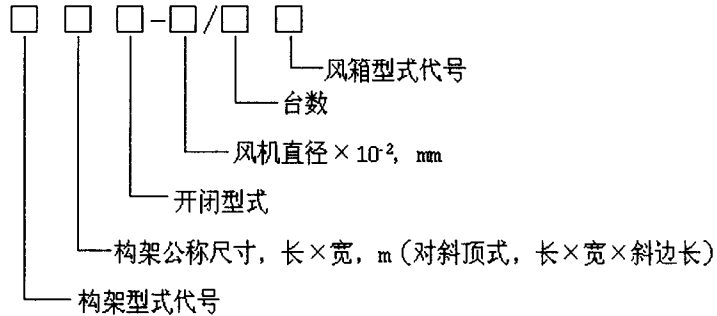 □ □ □-□/□ □
风箱型式代号
台数
风机直径×10⁻², mm
开闭型式
构架公称尺寸，长×宽，m（对斜顶式，长×宽×斜边长）
构架型式代号